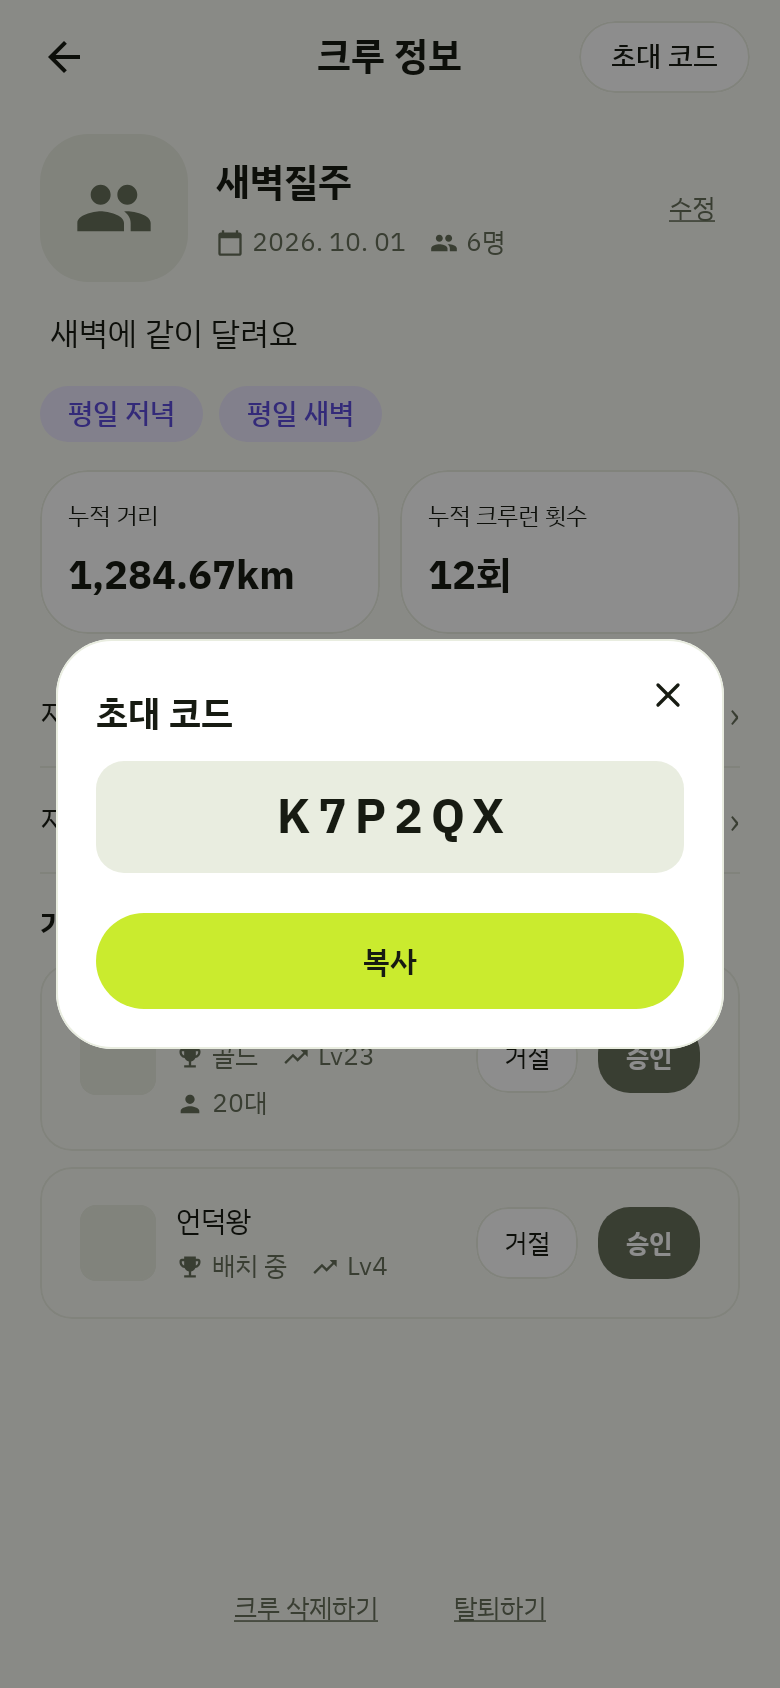 크루 정보
초대 코드
새벽질주
2026. 10. 01 6명
수정
새벽에 같이 달려요
평일 저녁 평일 새벽
누적 거리
1,284.67km
누적 크루런 횟수
12회
초대 코드
K7P2QX
복사
골드 Lv23
20대
거절 승인
언덕왕
배치 중 Lv4
거절 승인
크루 삭제하기 탈퇴하기